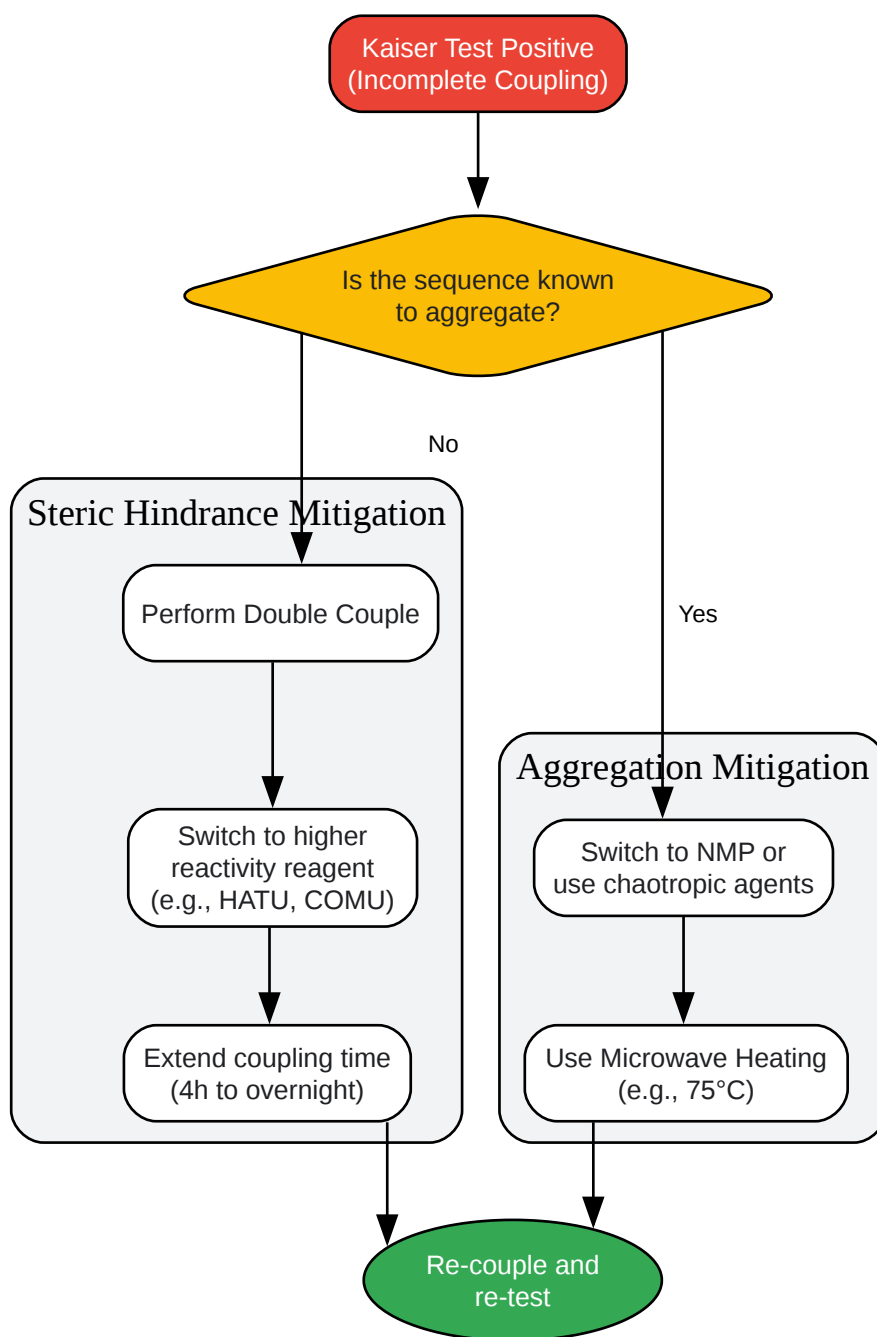 Kaiser Test Positive
(Incomplete Coupling)
Is the sequence known
to aggregate?
No
Steric Hindrance Mitigation
Perform Double Couple
Yes
Aggregation Mitigation
Switch to higher
reactivity reagent
(e.g., HATU, COMU)
Switch to NMP or
use chaotropic agents
Extend coupling time
(4h to overnight)
Use Microwave Heating
(e.g., 75°C)
Re-couple and
re-test